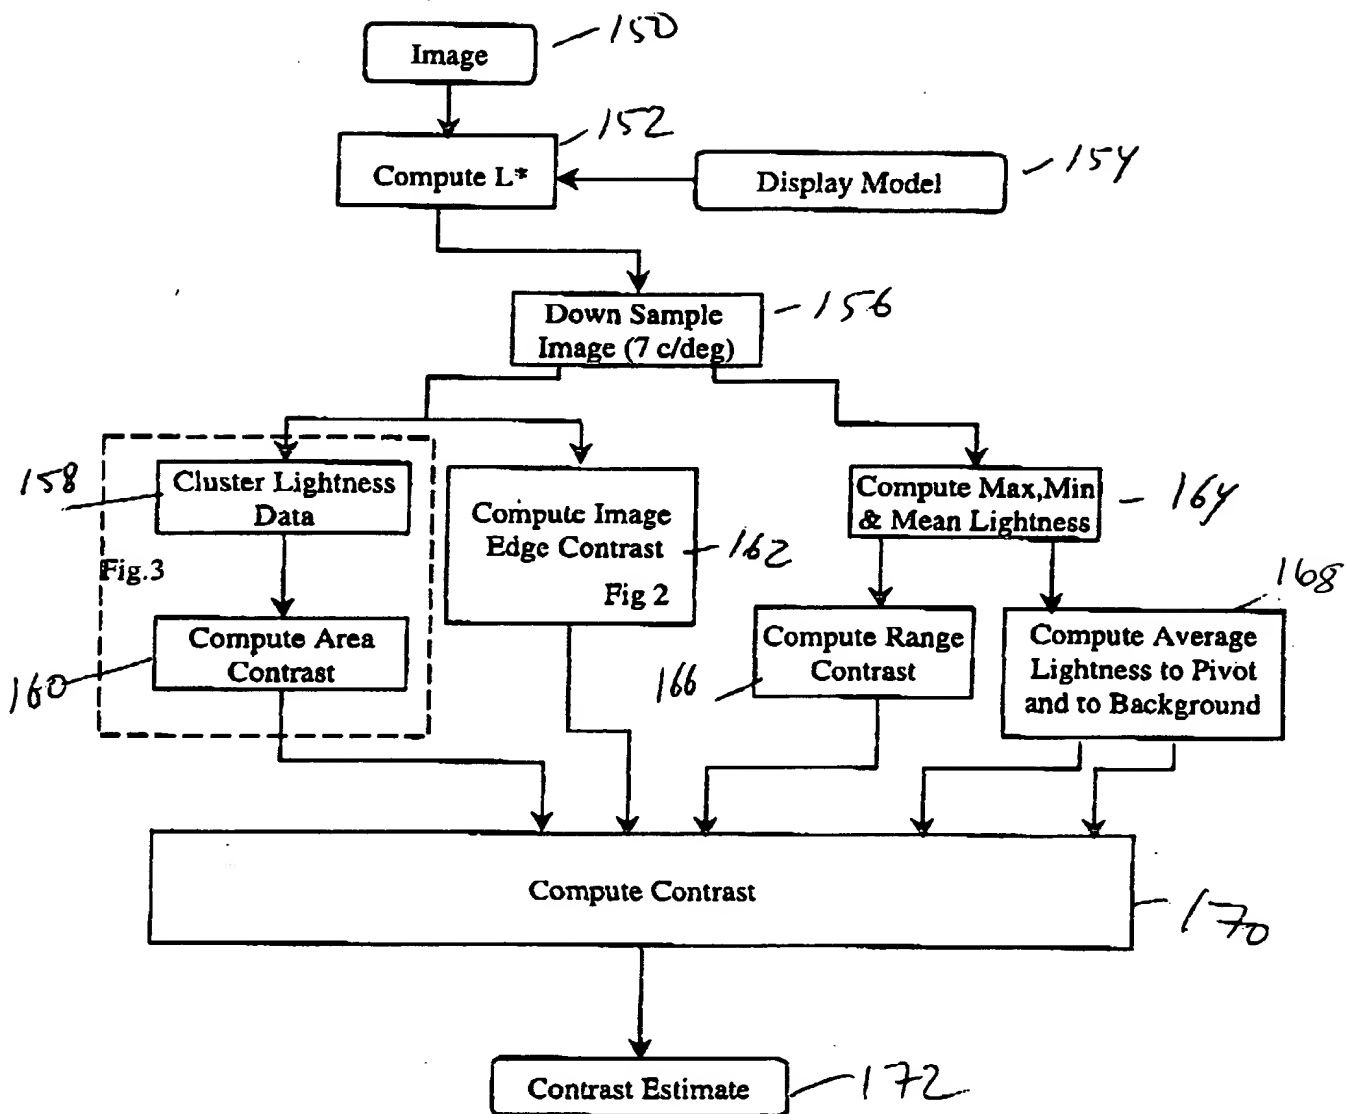 Image
150
Compute L*
152
Display Model
154
Down Sample
Image (7 c/deg)
156
158
Cluster Lightness
Data
Fig.3
Compute Area
Contrast
160
Compute Image
Edge Contrast
Fig 2
162
Compute Max,Min
& Mean Lightness
164
Compute Range
Contrast
166
168
Compute Average
Lightness to Pivot
and to Background
Compute Contrast
170
Contrast Estimate
172